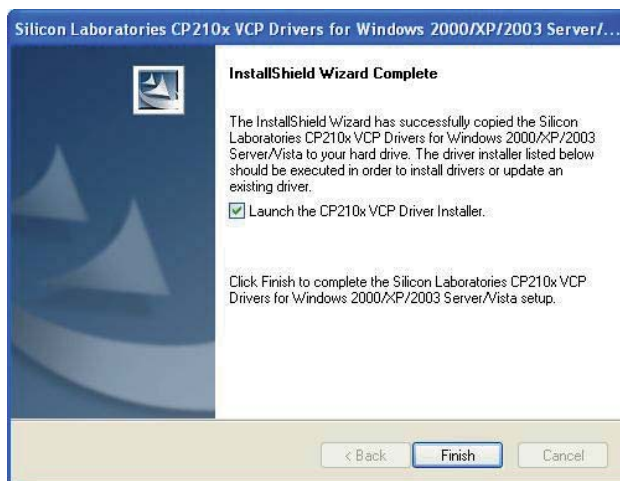 Silicon Laboratories CP210x VCP Drivers for Windows 2000/XP/2003 Server/...
InstallShield Wizard Complete
The InstallShield Wizard has successfully copied the Silicon
Laboratories CP210x VCP Drivers for Windows 2000/XP/2003
Server/Vista to your hard drive. The driver installer listed below
should be executed in order to install drivers or update an
existing driver.
Launch the CP210x VCP Driver Installer.
Click Finish to complete the Silicon Laboratories CP210x VCP
Drivers for Windows 2000/XP/2003 Server/Vista setup.
< Back Finish Cancel